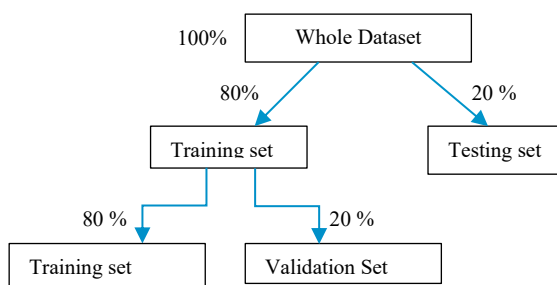 100% Whole Dataset
80% 20 %
Training set Testing set
80 % 20 %
Training set Validation Set